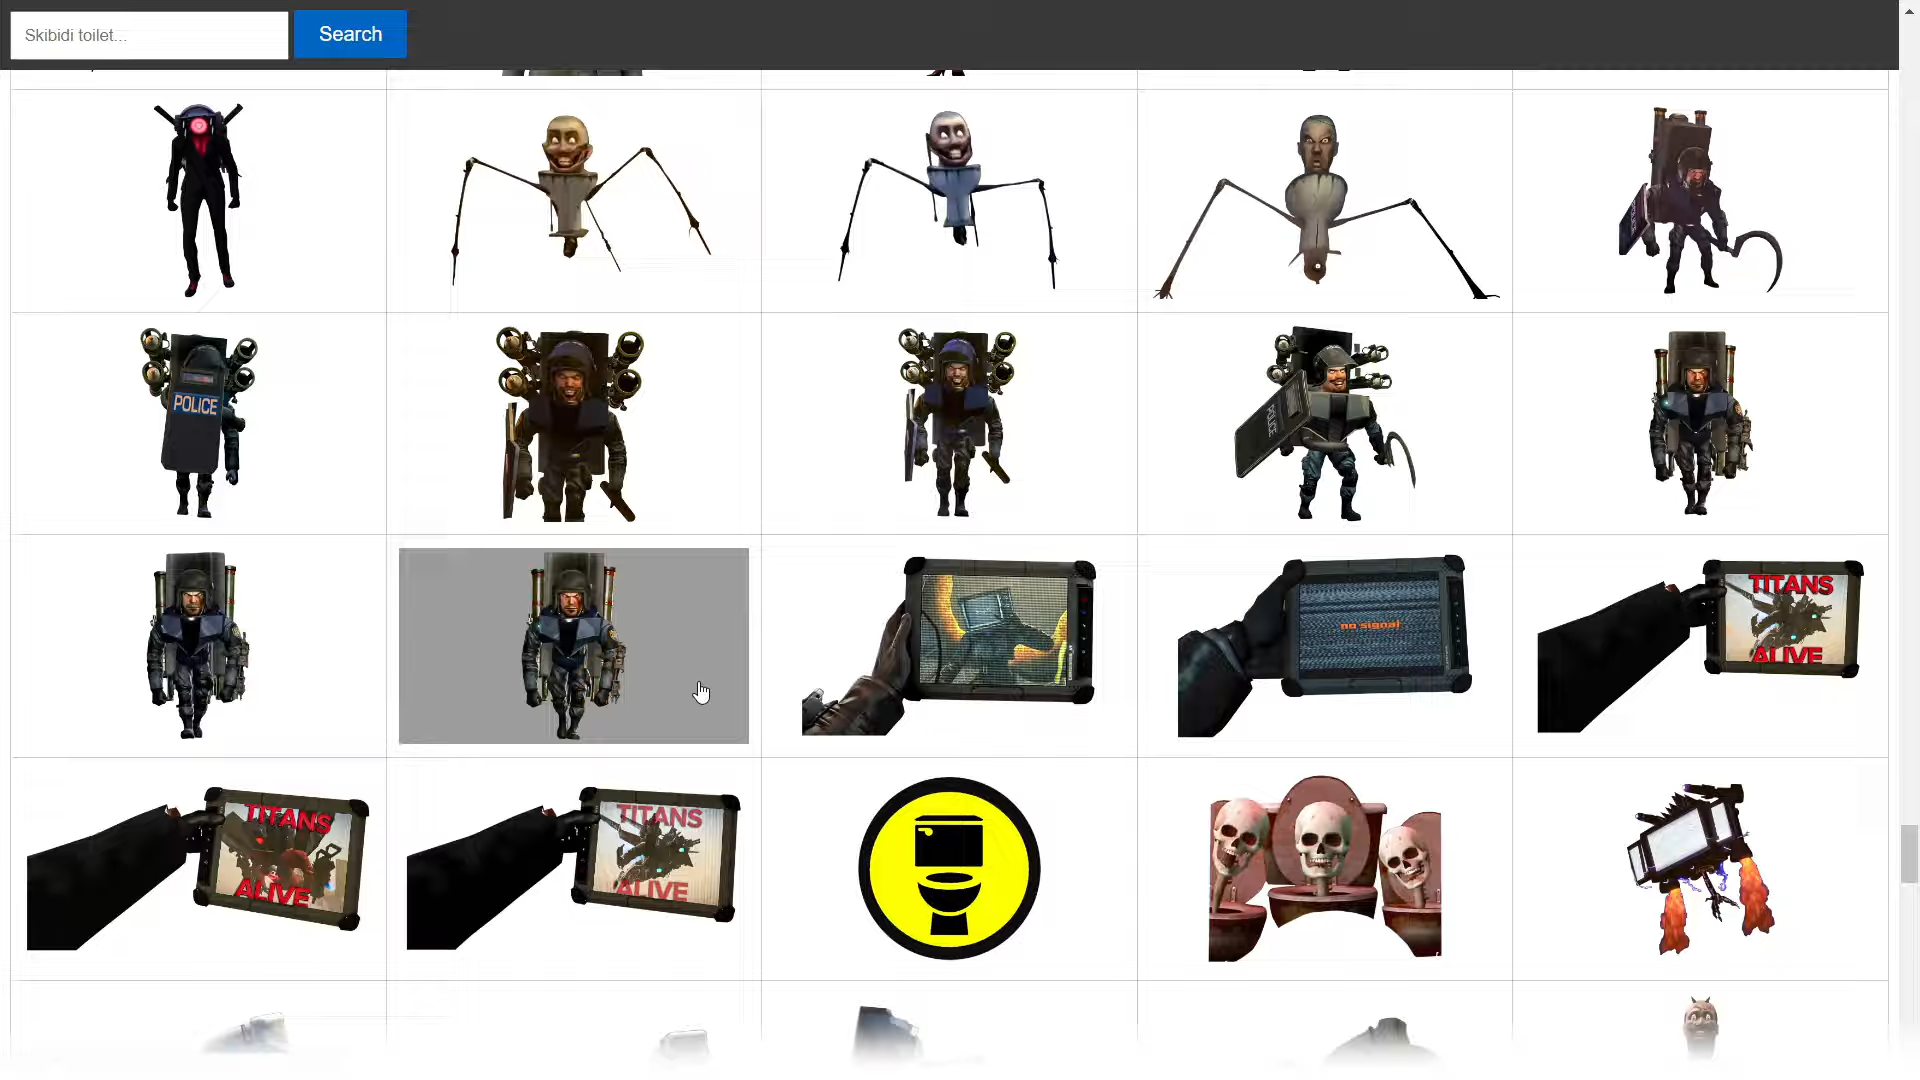 Skibidi toilet...
Search
POLICE
POLICE
no signal
TITANS
ALIVE
TITANS
ALIVE
TITANS
ALIVE